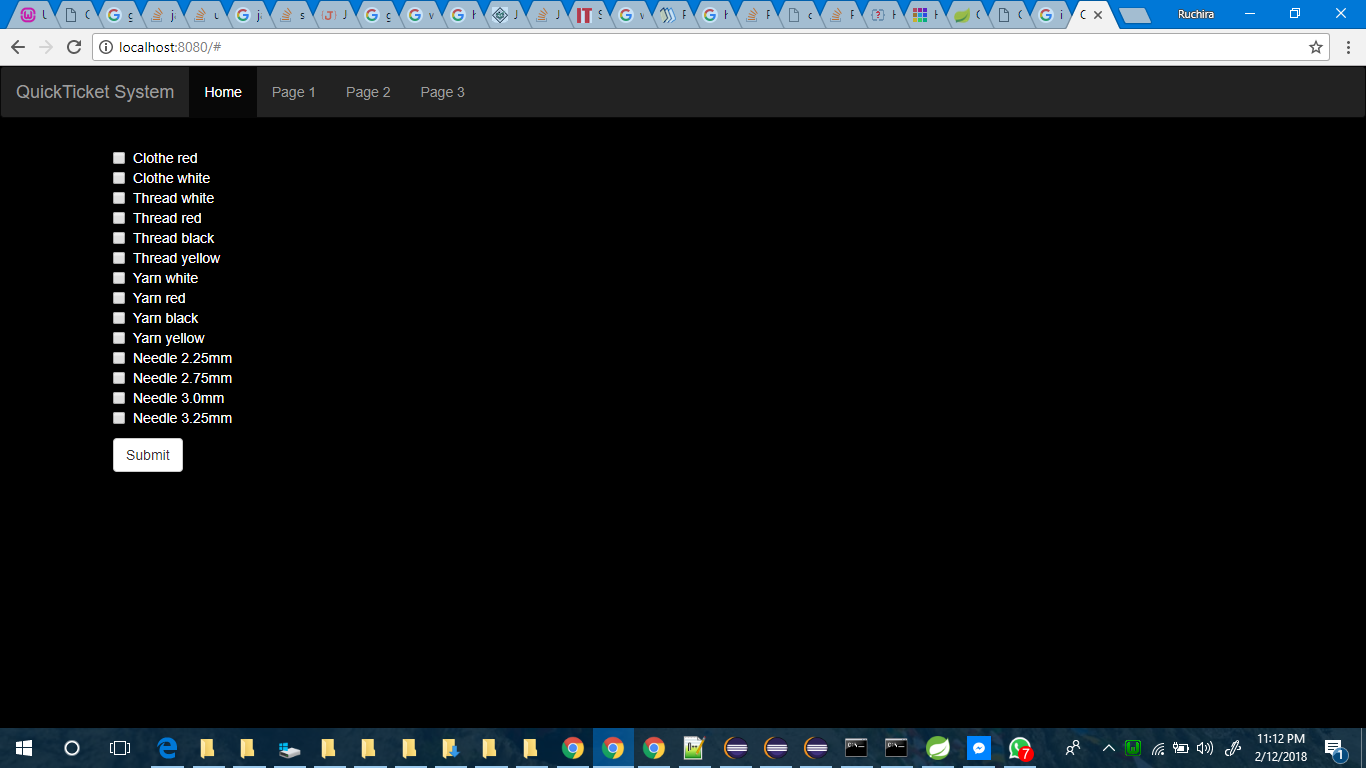 Ruchira
localhost:8080/#
QuickTicket System Home Page 1 Page 2 Page 3
Clothe red
Clothe white
Thread white
Thread red
Thread black
Thread yellow
Yarn white
Yarn red
Yarn black
Yarn yellow
Needle 2.25mm
Needle 2.75mm
Needle 3.0mm
Needle 3.25mm
Submit
7
11:12 PM
2/12/2018
1